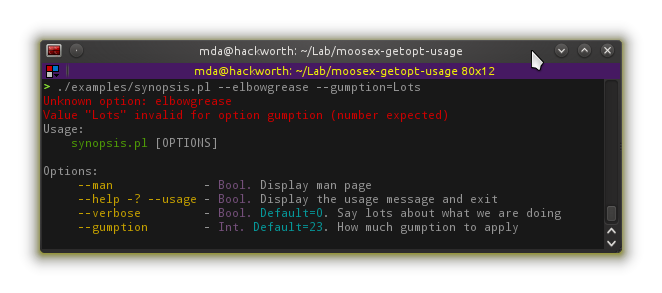 mda@hackworth: ~/Lab/moosex-getopt-usage
mda@hackworth: ~/Lab/moosex-getopt-usage 80x12
> ./examples/synopsis.pl --elbowgrease --gumption=Lots
Unknown option: elbowgrease
Value "Lots" invalid for option gumption (number expected)
Usage:
    synopsis.pl [OPTIONS]
Options:
     --man             - Bool. Display man page
     --help -? --usage - Bool. Display the usage message and exit
     --verbose         - Bool. Default=0. Say lots about what we are doing
     --gumption        - Int. Default=23. How much gumption to apply